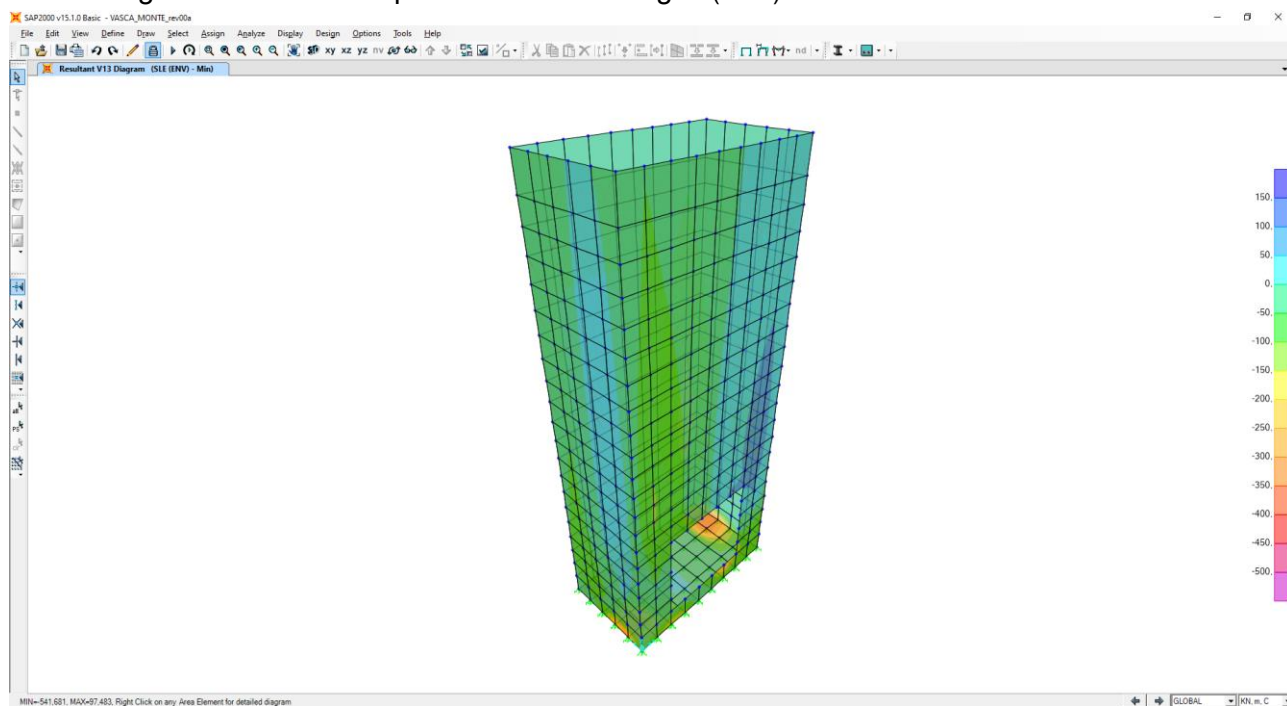 SAP2000 v15.1.0 Basic - VASCA_MONTE_rev00a
File Edit View Define Draw Select Assign Analyze Display Design Options Tools Help
xy xz yz nv nd
Resultant V13 Diagram (SLE (ENV) - Min)
150,
100,
50,
0,
-50,
-100,
-150,
-200,
-250,
-300,
-350,
-400,
-450,
-500,
MIN=-541,681, MAX=97,483, Right Click on any Area Element for detailed diagram
GLOBAL KN, m, C